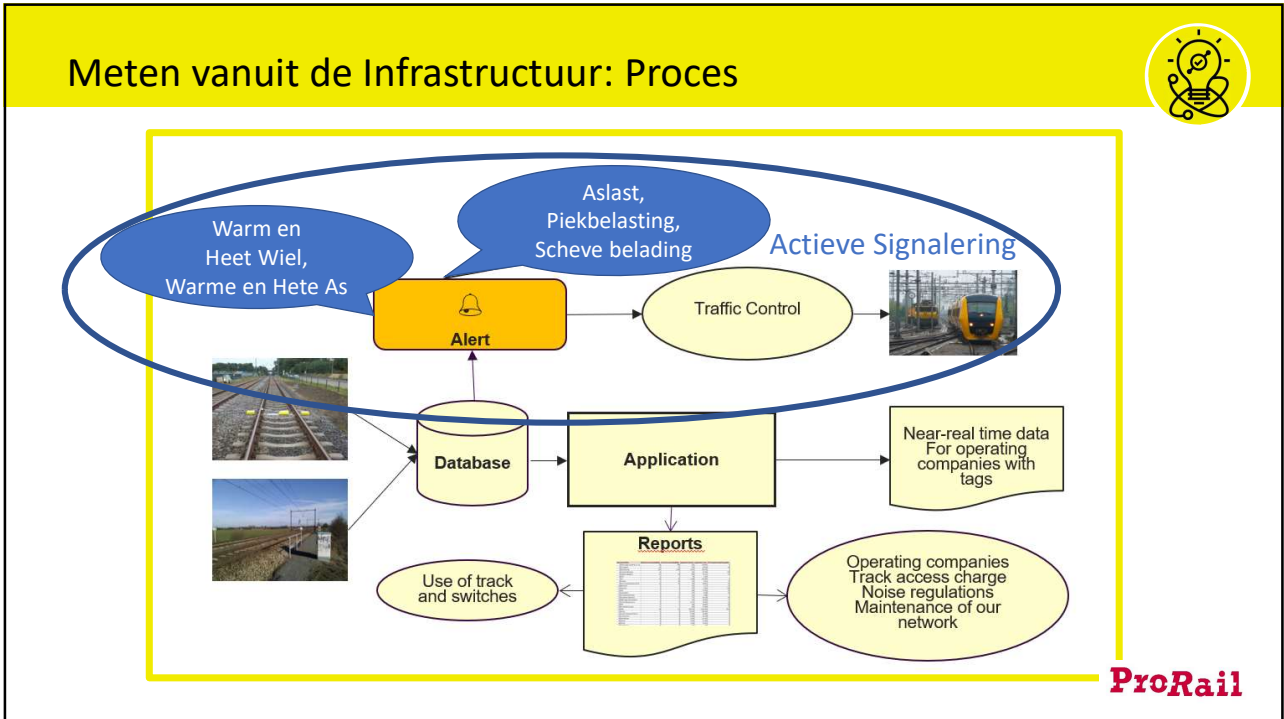 Meten vanuit de Infrastructuur: Proces
Warm en
Heet Wiel,
Warme en Hete As
Aslast,
Piekbelasting,
Scheve belading
Actieve Signalering
Alert
Traffic Control
Database
Application
Near-real time data
For operating
companies with
tags
Reports
Use of track
and switches
Operating companies
Track access charge
Noise regulations
Maintenance of our
network
ProRail